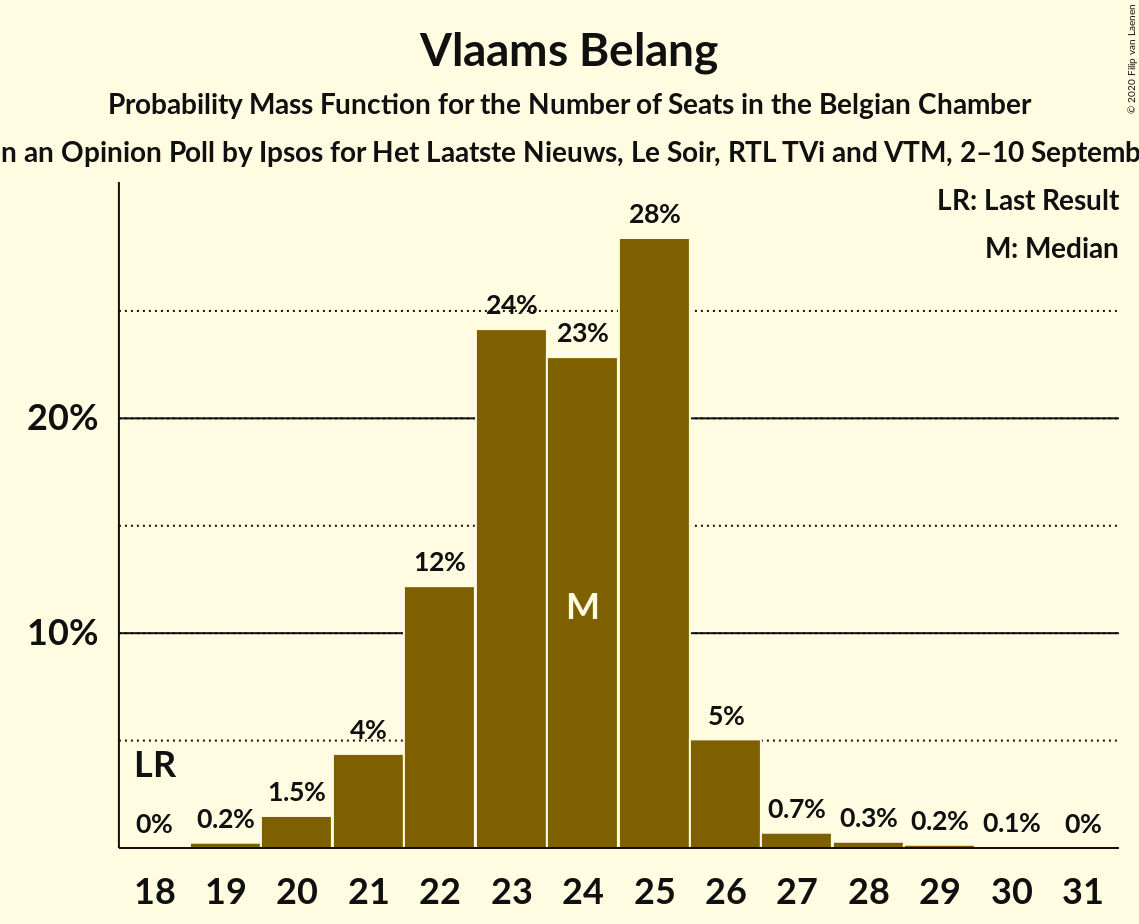 © 2020 Filip van Laenen
Vlaams Belang
Probability Mass Function for the Number of Seats in the Belgian Chamber
an Opinion Poll by Ipsos for Het Laatste Nieuws, Le Soir, RTL TVi and VTM, 2–10
LR: Last Result
M: Median
28%
24%
23%
20%
12%
M
10%
5%
4%
LR
1.5%
0.7%
0.3%
0.2%
0.2%
0.1%
0%
0%
18 19 20 21 22 23 24 25 26 27 28 29 30 31